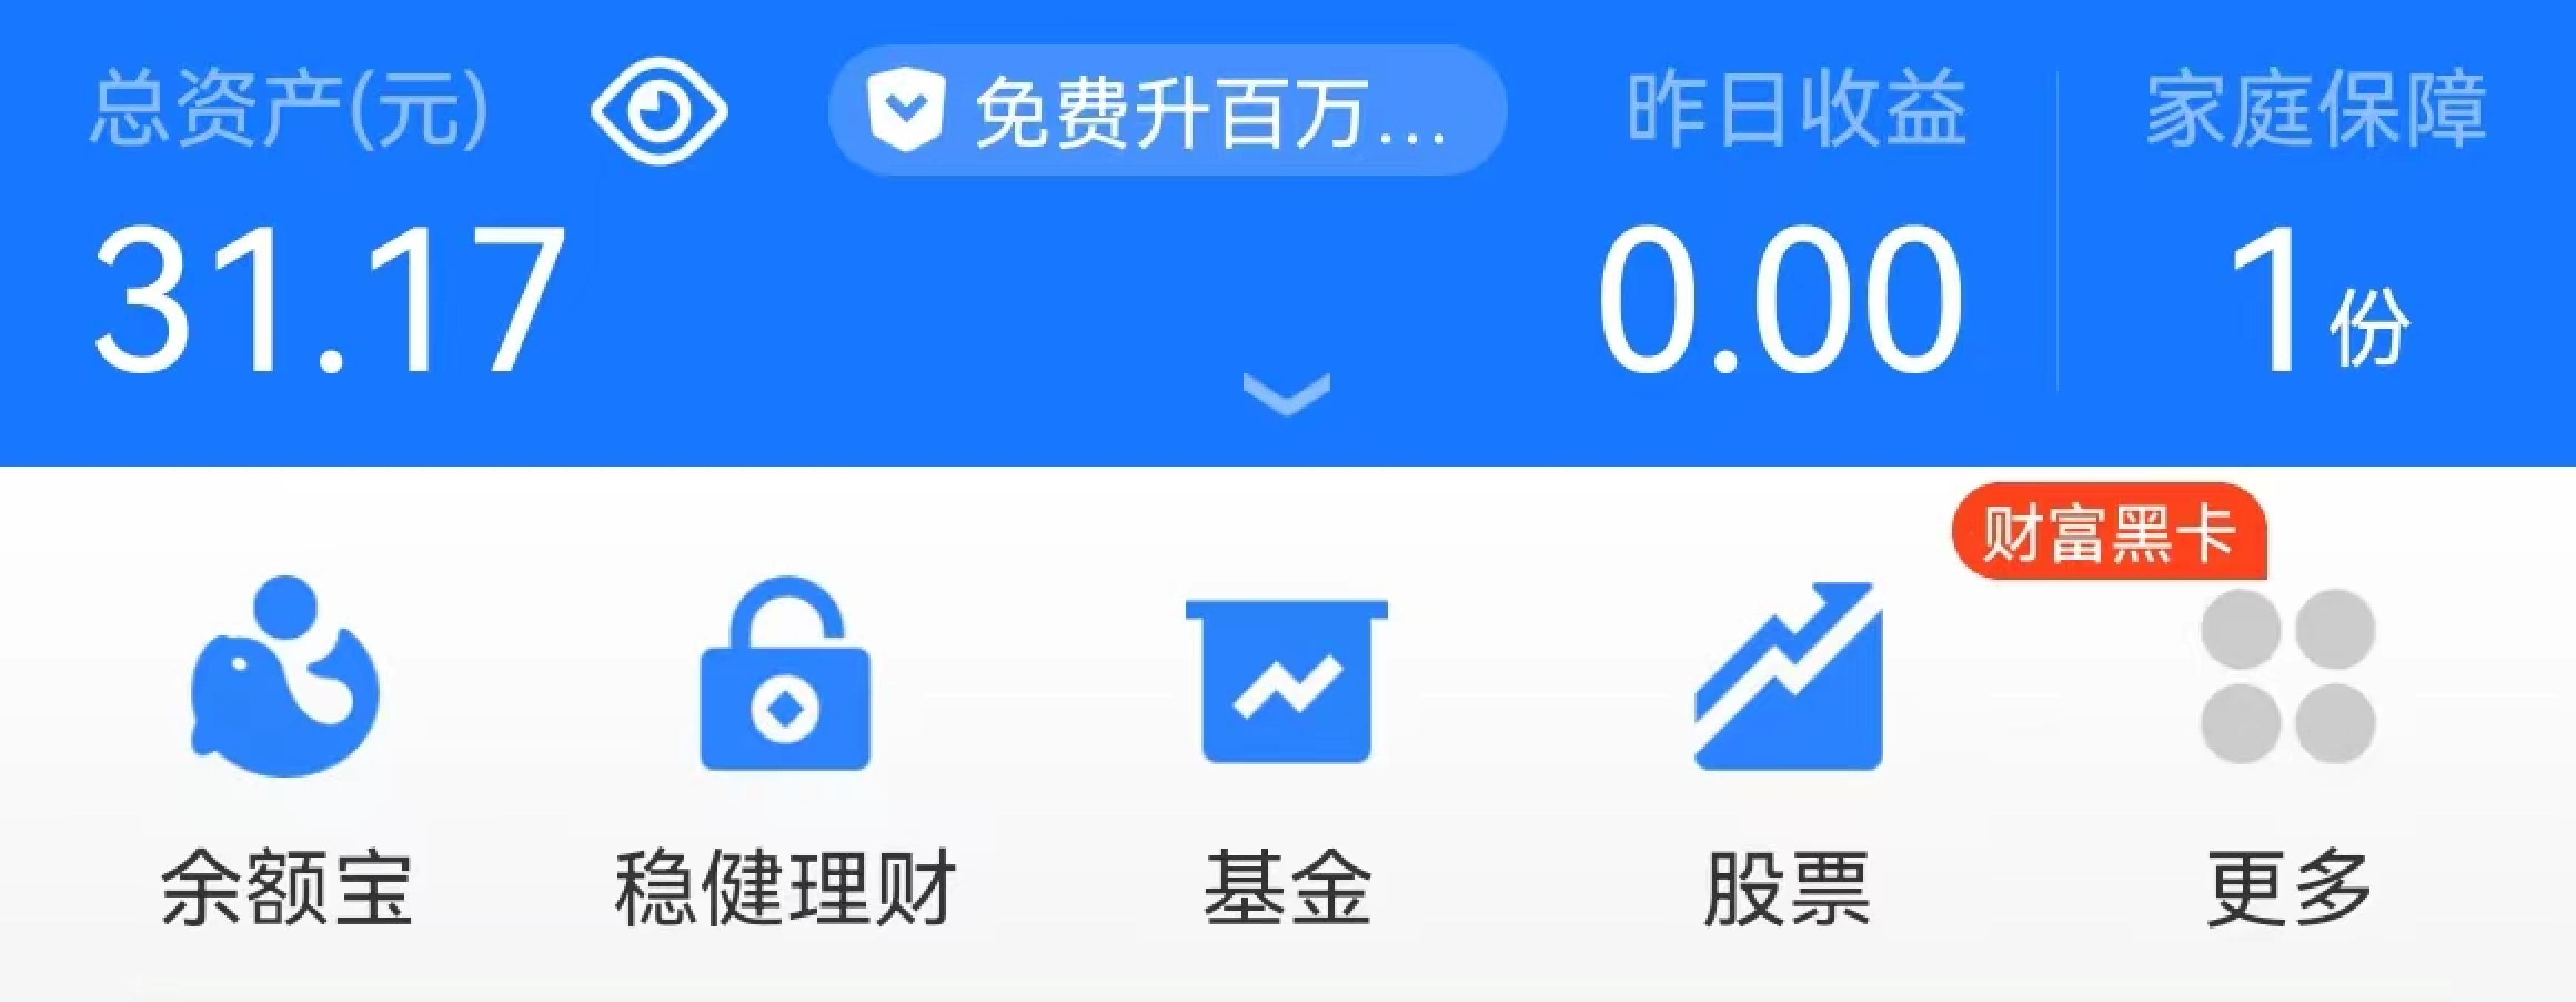 总资产(元) 免费升百万... 昨日收益 家庭保障
31.17 0.00 1份
财富黑卡
余额宝 稳健理财 基金 股票 更多